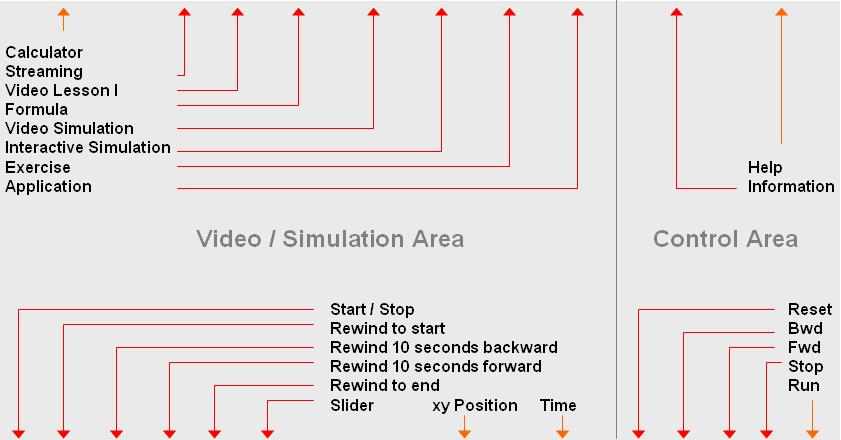 Calculator
Streaming
Video Lesson I
Formula
Video Simulation
Interactive Simulation
Exercise
Application
Help
Information
Video / Simulation Area
Control Area
Start / Stop
Rewind to start
Rewind 10 seconds backward
Rewind 10 seconds forward
Rewind to end
Slider
xy Position
Time
Reset
Bwd
Fwd
Stop
Run